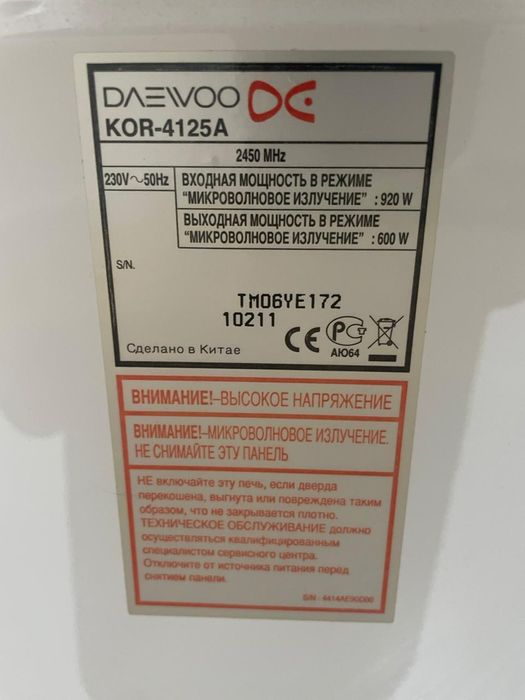 DAEWOO
KOR-4125A
2450 MHz
230V~50Hz
ВХОДНАЯ МОЩНОСТЬ В РЕЖИМЕ
“МИКРОВОЛНОВОЕ ИЗЛУЧЕНИЕ” : 920 W
ВЫХОДНАЯ МОЩНОСТЬ В РЕЖИМЕ
“МИКРОВОЛНОВОЕ ИЗЛУЧЕНИЕ” : 600 W
S/N.
TM06YE172
10211
Сделано в Китае
CE
РСТ
АЮ64
ВНИМАНИЕ!–ВЫСОКОЕ НАПРЯЖЕНИЕ
ВНИМАНИЕ!–МИКРОВОЛНОВОЕ ИЗЛУЧЕНИЕ.
НЕ СНИМАЙТЕ ЭТУ ПАНЕЛЬ
НЕ включайте эту печь, если дверда
перекошена, выгнута или повреждена таким
образом, что не закрывается плотно.
ТЕХНИЧЕСКОЕ ОБСЛУЖИВАНИЕ должно
осуществляться квалифицированным
специалистом сервисного центра.
Отключите от источника питания перед
снятием панели.
S/N :